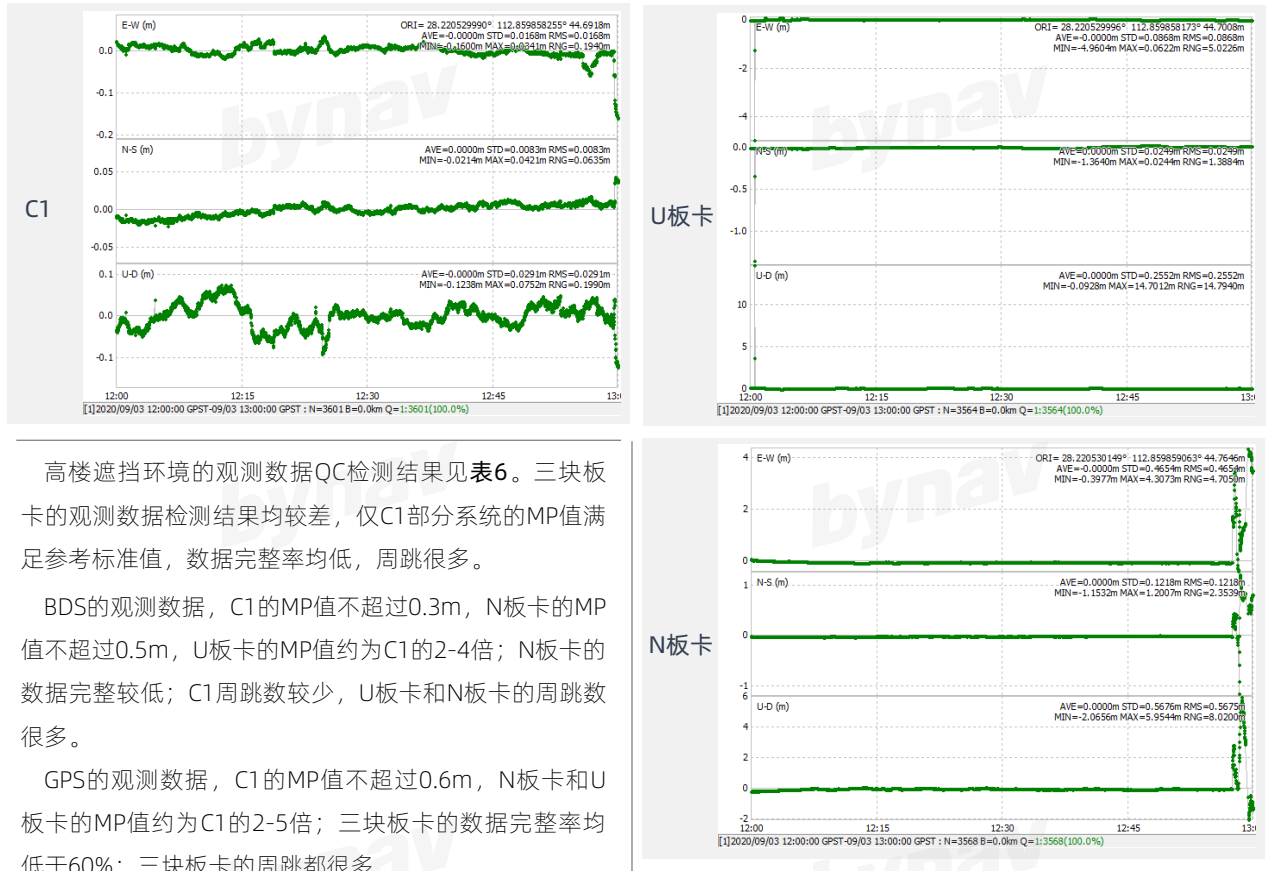 C1
E-W (m)
ORI= 28.220529990° 112.859858255° 44.6918m
AVE=-0.0000m STD=0.0168m RMS=0.0168m
MIN=-0.1600m MAX=0.0341m RNG=0.1940m
0.0
-0.1
-0.2
N-S (m)
AVE=0.0000m STD=0.0083m RMS=0.0083m
MIN=-0.0214m MAX=0.0421m RNG=0.0635m
0.05
0.00
-0.05
0.1
U-D (m)
AVE=-0.0000m STD=0.0291m RMS=0.0291m
MIN=-0.1238m MAX=0.0752m RNG=0.1990m
0.0
-0.1
12:00 12:15 12:30 12:45 13:
[1]2020/09/03 12:00:00 GPST-09/03 13:00:00 GPST : N=3601 B=0.0km Q=1:3601(100.0%)
bynav
U板卡
0
E-W (m)
ORI= 28.220529996° 112.859858173° 44.7008m
AVE=-0.0000m STD=0.0868m RMS=0.0868m
MIN=-4.9604m MAX=0.0622m RNG=5.0226m
-2
-4
0.0
N-S (m)
AVE=0.0000m STD=0.0249m RMS=0.0249m
MIN=-1.3640m MAX=0.0244m RNG=1.3884m
-0.5
-1.0
U-D (m)
AVE=0.0000m STD=0.2552m RMS=0.2552m
MIN=-0.0928m MAX=14.7012m RNG=14.7940m
10
5
0
12:00 12:15 12:30 12:45 13:
[1]2020/09/03 12:00:00 GPST-09/03 13:00:00 GPST : N=3564 B=0.0km Q=1:3564(100.0%)
bynav
高楼遮挡环境的观测数据QC检测结果见表6。三块板
卡的观测数据检测结果均较差，仅C1部分系统的MP值满
足参考标准值，数据完整率均低，周跳很多。
BDS的观测数据，C1的MP值不超过0.3m，N板卡的MP
值不超过0.5m，U板卡的MP值约为C1的2-4倍；N板卡的
数据完整较低；C1周跳数较少，U板卡和N板卡的周跳数
很多。
GPS的观测数据，C1的MP值不超过0.6m，N板卡和U
板卡的MP值约为C1的2-5倍；三块板卡的数据完整率均
低于60%；三块板卡的周跳都很多
bynav
bynav
N板卡
4
E-W (m)
ORI= 28.220530149° 112.859859063° 44.7646m
AVE=-0.0000m STD=0.4654m RMS=0.4654m
MIN=-0.3977m MAX=4.3073m RNG=4.7050m
2
0
1
N-S (m)
AVE=0.0000m STD=0.1218m RMS=0.1218m
MIN=-1.1532m MAX=1.2007m RNG=2.3539m
0
-1
6
U-D (m)
AVE=0.0000m STD=0.5676m RMS=0.5675m
MIN=-2.0656m MAX=5.9544m RNG=8.0200m
4
2
0
-2
12:00 12:15 12:30 12:45 13:
[1]2020/09/03 12:00:00 GPST-09/03 13:00:00 GPST : N=3568 B=0.0km Q=1:3568(100.0%)
bynav
bynav